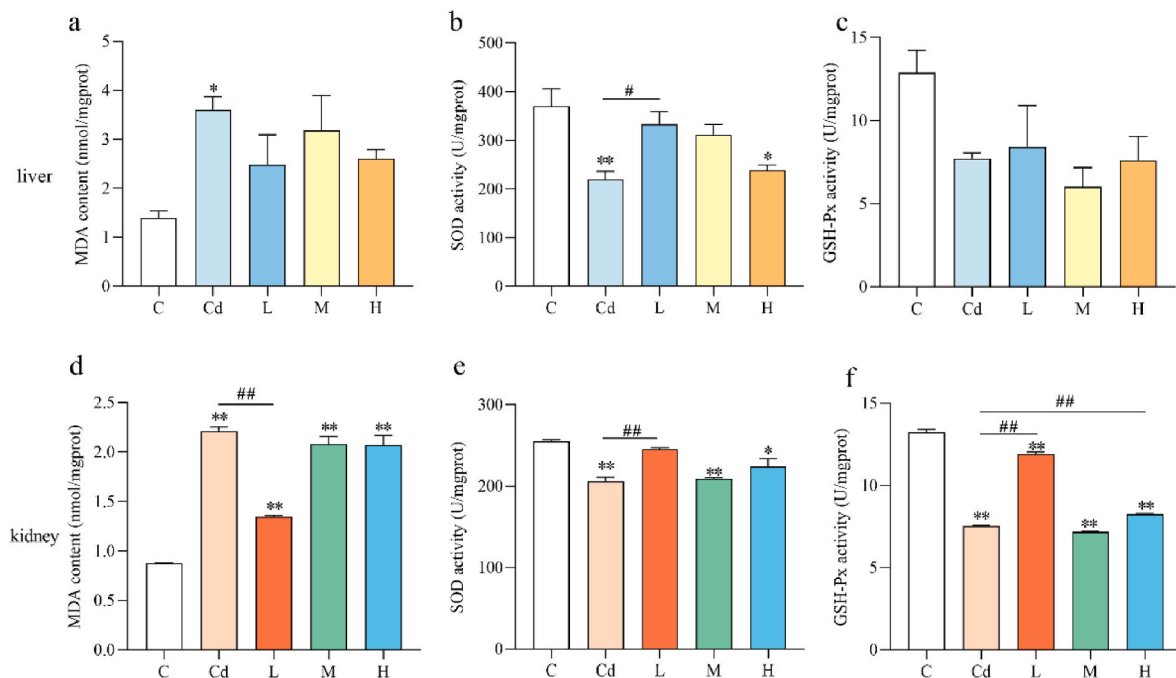 a
MDA content (nmol/mgprot)
5
4
3
2
1
0
*
C Cd L M H
b
SOD activity (U/mgprot)
500
400
300
200
100
0
#
**
*
C Cd L M H
c
GSH-Px activity (U/mgprot)
15
10
5
0
C Cd L M H
liver
d
MDA content (nmol/mgprot)
2.5
2.0
1.5
1.0
0.5
0.0
##
** ** ** **
C Cd L M H
e
SOD activity (U/mgprot)
300
200
100
0
##
** ** *
C Cd L M H
f
GSH-Px activity (U/mgprot)
15
10
5
0
##
##
** ** ** **
C Cd L M H
kidney